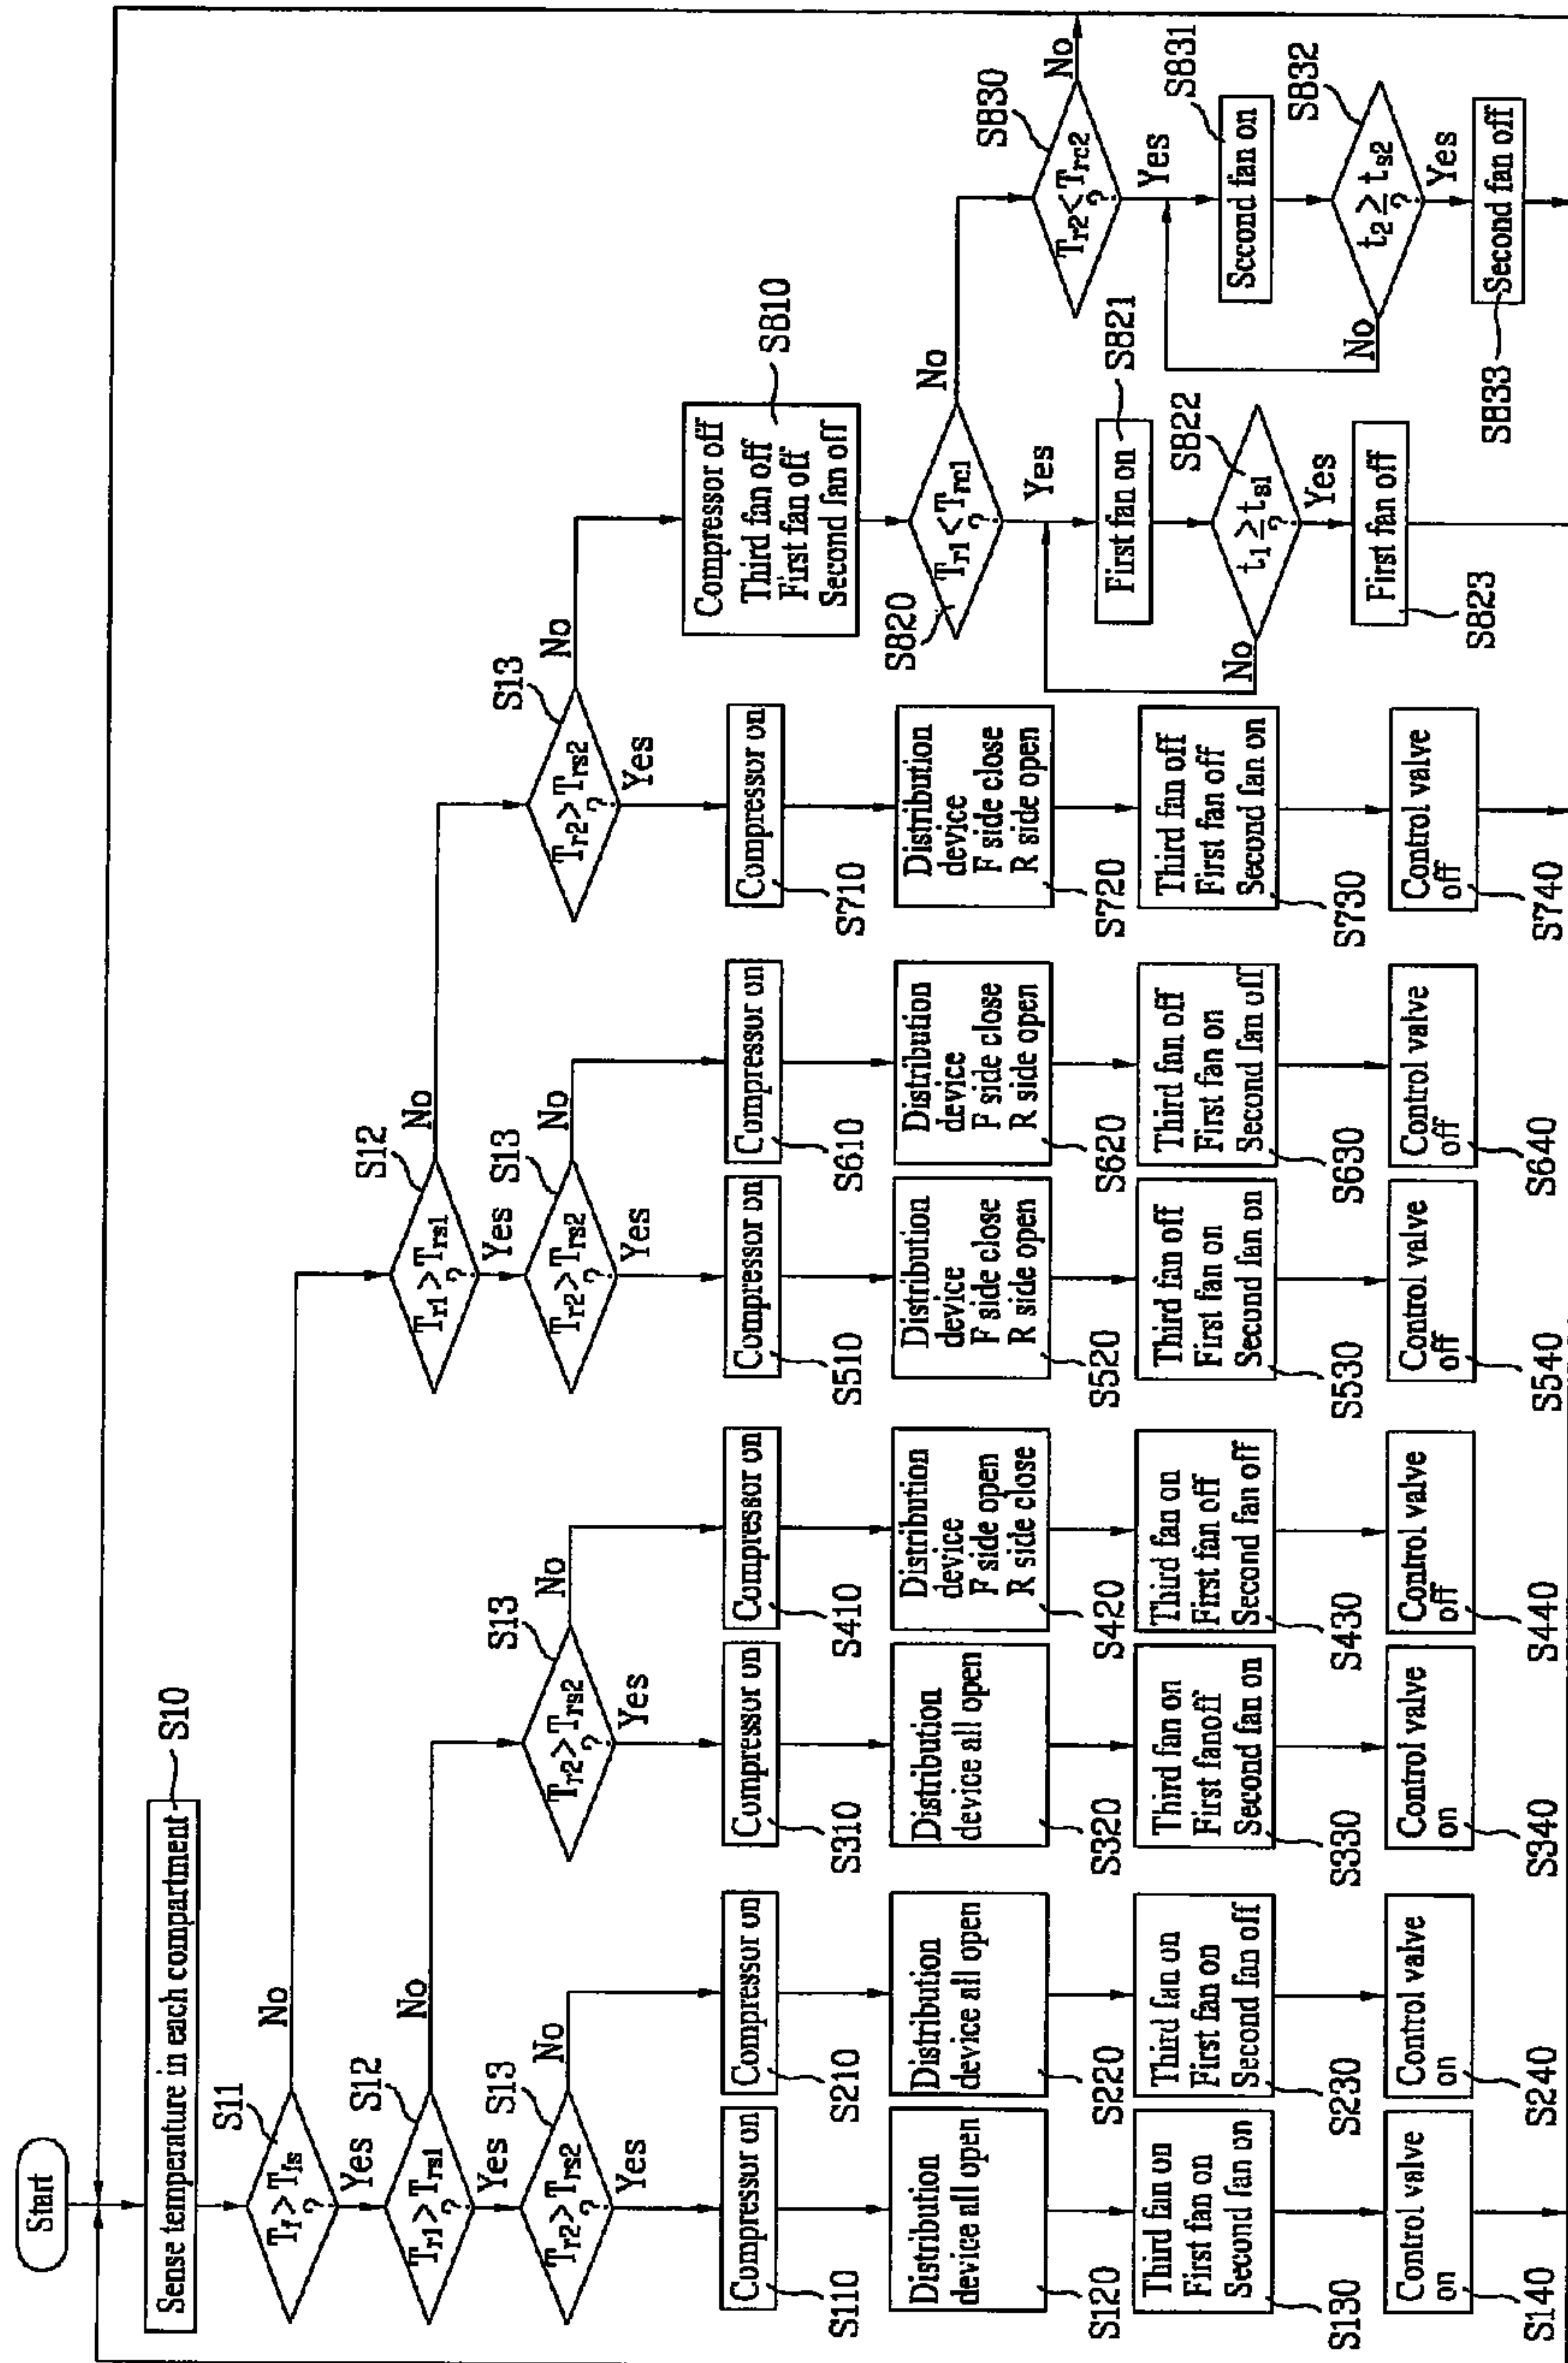 Start
Sense temperature in each compartment
S10
S11
Tf > Tfs
?
No
Yes
S12
Tr1 > Trs1
?
No
Yes
S13
Tr2 > Trs2
?
No
Yes
Compressor on
S110
Distribution
device all open
S120
Third fan on
First fan on
Second fan on
S130
Control valve
on
S140
Compressor on
S210
Distribution
device all open
S220
Third fan on
First fan on
Second fan off
S230
Control valve
on
S240
S13
Tr2 > Trs2
?
No
Yes
Compressor on
S310
Distribution
device all open
S320
Third fan on
First fanoff
Second fan on
S330
Control valve
on
S340
Compressor on
S410
Distribution
device
F side open
R side close
S420
Third fan on
First fan off
Second fan off
S430
Control valve
off
S440
S12
Tr1 > Trs1
?
No
Yes
S13
Tr2 > Trs2
?
No
Yes
Compressor on
S510
Distribution
device
F side close
R side open
S520
Third fan off
First fan on
Second fan on
S530
Control valve
off
S540
Compressor on
S610
Distribution
device
F side close
R side open
S620
Third fan off
First fan on
Second fan off
S630
Control valve
off
S640
S13
Tr2 > Trs2
?
No
Yes
Compressor on
S710
Distribution
device
F side close
R side open
S720
Third fan off
First fan off
Second fan on
S730
Control valve
off
S740
Compressor off
Third fan off
First fan off
Second fan off
S810
S820
Tr1 < Trc1
?
No
Yes
First fan on
S821
S822
t1 ≥ ts1
?
No
Yes
First fan off
S823
S830
Tr2 < Trc2
?
No
Yes
Second fan on
S831
S832
t2 ≥ ts2
?
No
Yes
Second fan off
S833